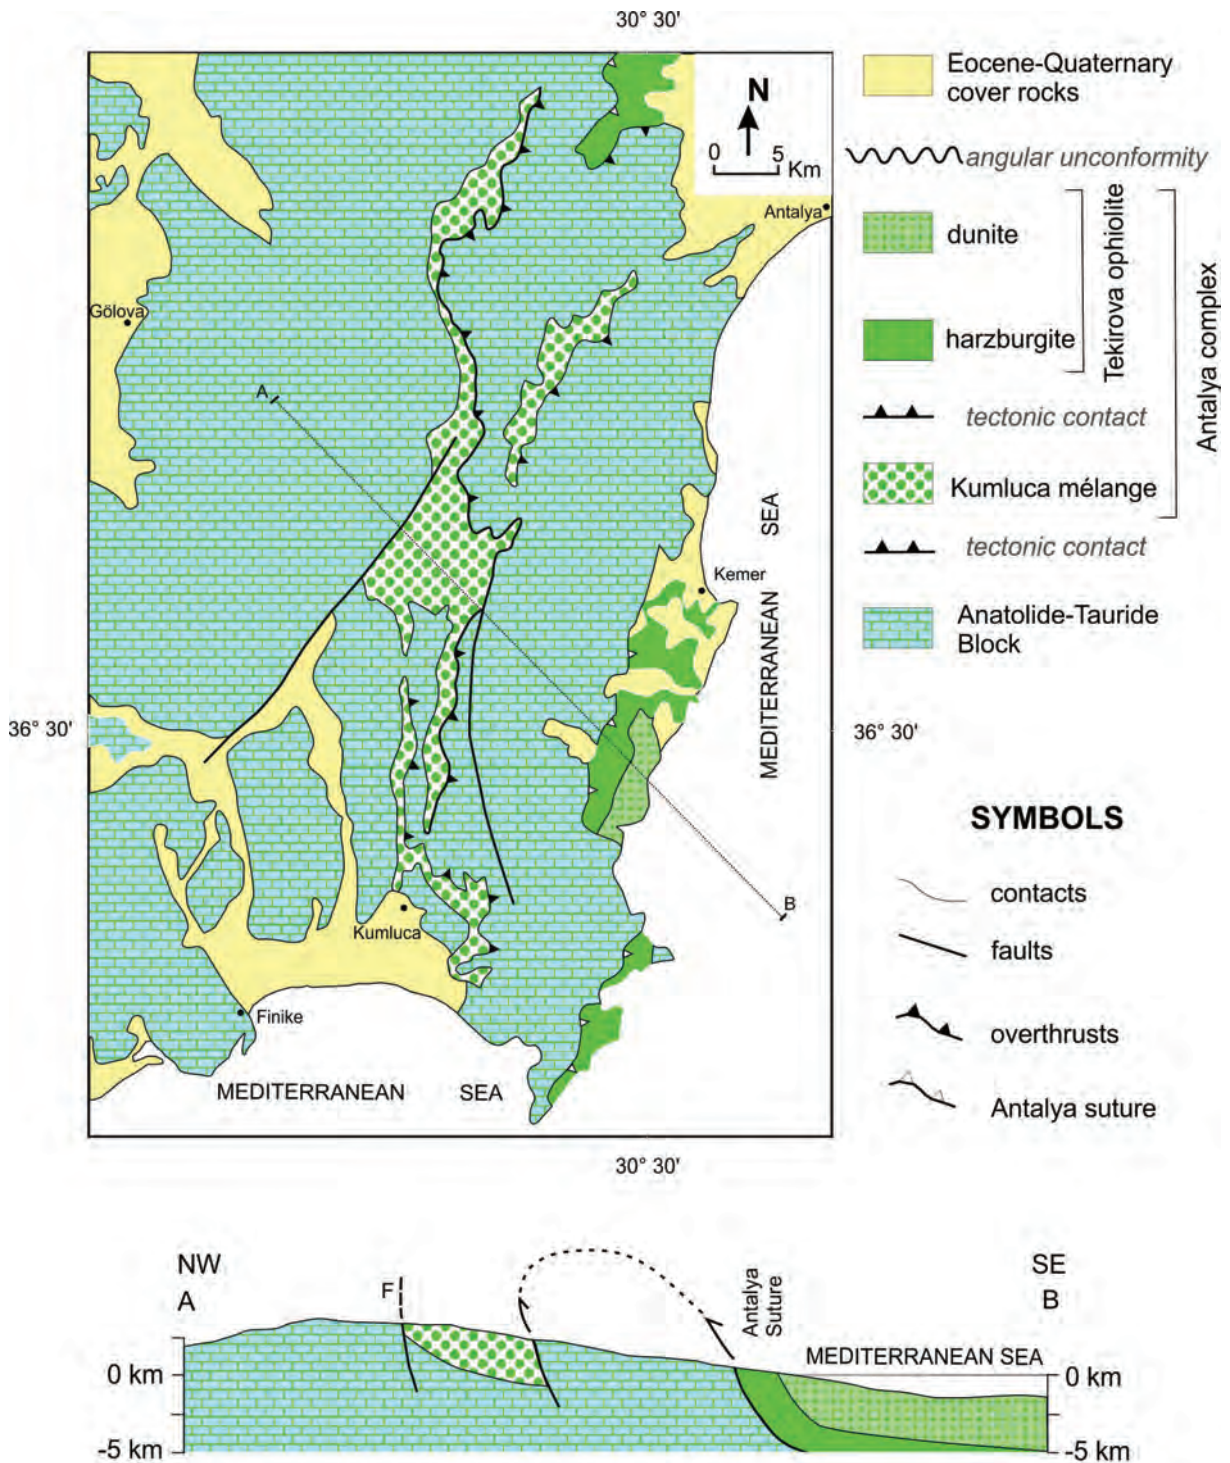 30° 30'
N
0 5
Km
Antalya
Gölova
A
Kemer
MEDITERRANEAN SEA
36° 30'
36° 30'
B
Kumluca
Finike
MEDITERRANEAN SEA
30° 30'
Eocene-Quaternary
cover rocks
angular unconformity
dunite
harzburgite
tectonic contact
Kumluca mélange
tectonic contact
Anatolide-Tauride
Block
Tekirova ophiolite
Antalya complex
SYMBOLS
contacts
faults
overthrusts
Antalya suture
NW
A
F
Antalya
Suture
SE
B
MEDITERRANEAN SEA
0 km
-5 km
0 km
-5 km